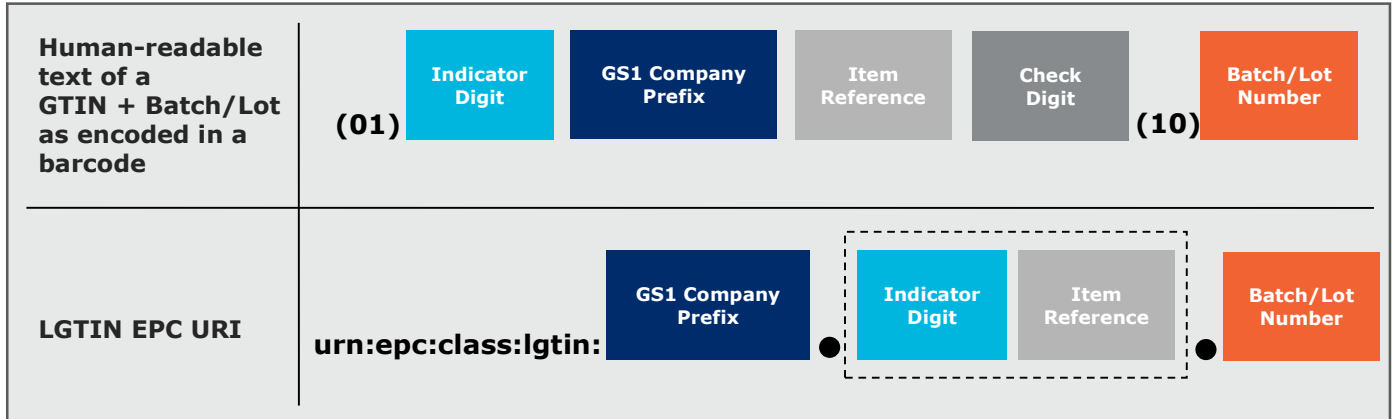 Human-readable
text of a
GTIN + Batch/Lot
as encoded in a
barcode
(01)
Indicator
Digit
GS1 Company
Prefix
Item
Reference
Check
Digit
(10)
Batch/Lot
Number
LGTIN EPC URI
urn:epc:class:lgtin:
GS1 Company
Prefix
●
Indicator
Digit
Item
Reference
●
Batch/Lot
Number